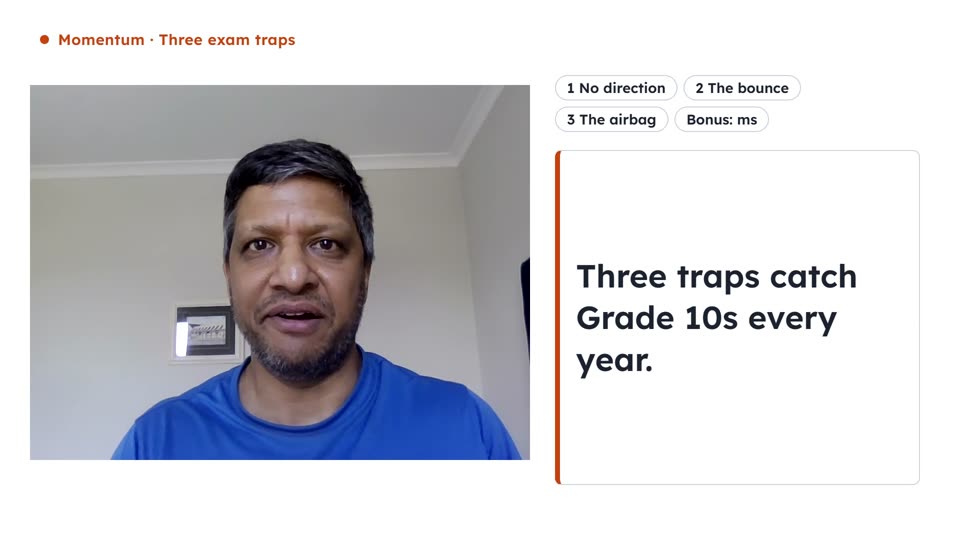 Momentum · Three exam traps
1 No direction
2 The bounce
3 The airbag
Bonus: ms
Three traps catch
Grade 10s every
year.